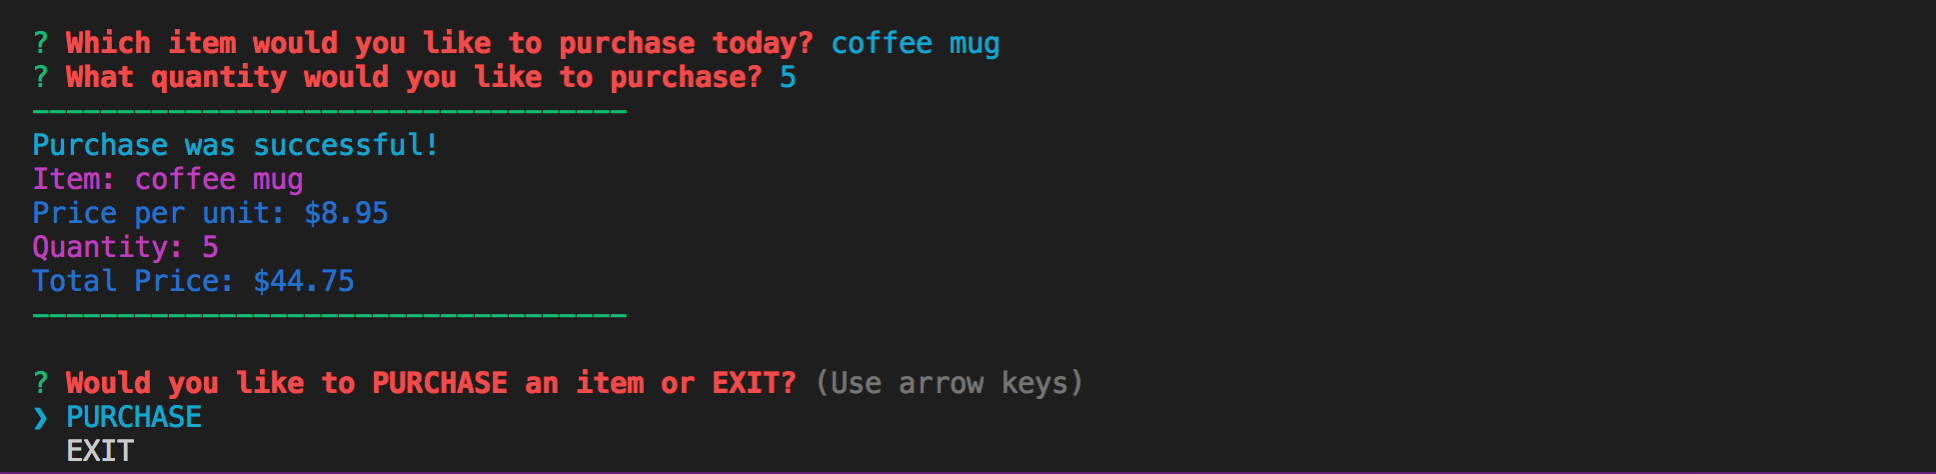 ? Which item would you like to purchase today? coffee mug
? What quantity would you like to purchase? 5
-----------------------------------
Purchase was successful!
Item: coffee mug
Price per unit: $8.95
Quantity: 5
Total Price: $44.75
-----------------------------------
? Would you like to PURCHASE an item or EXIT? (Use arrow keys)
❯ PURCHASE
EXIT